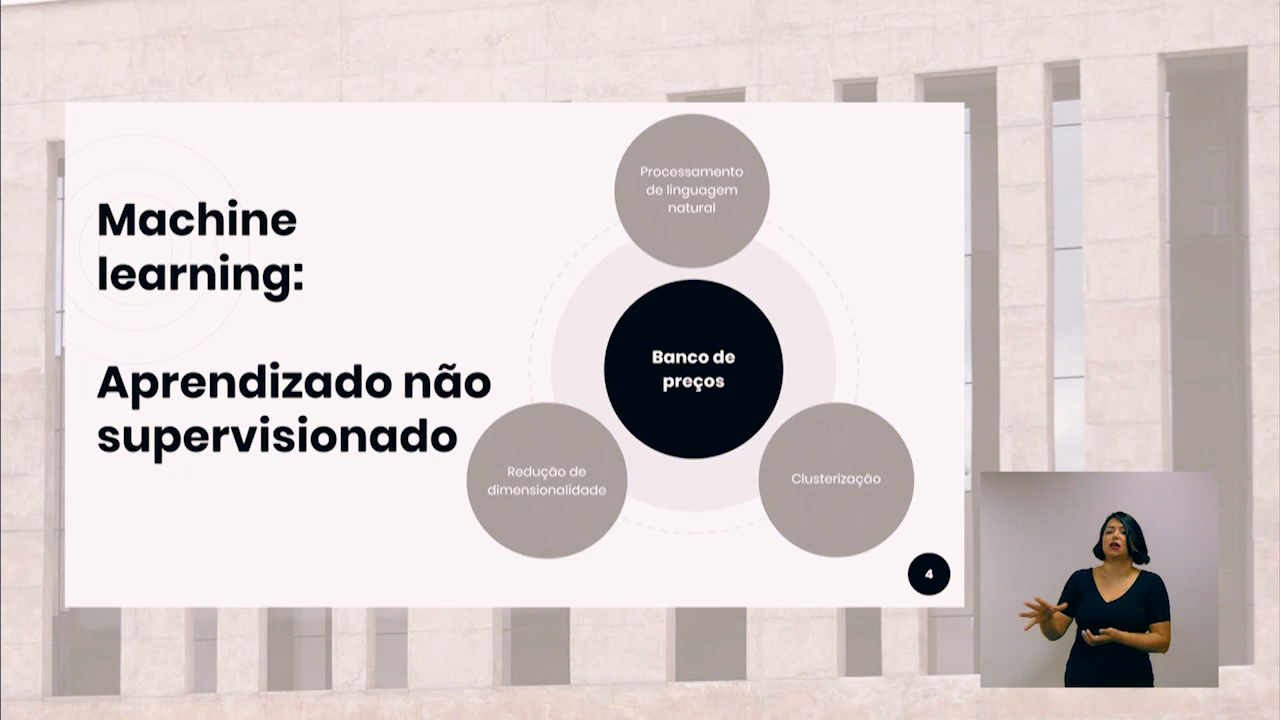 Machine
learning:
Aprendizado não
supervisionado
Processamento
de linguagem
natural
Banco de
preços
Redução de
dimensionalidade
Clusterização
4